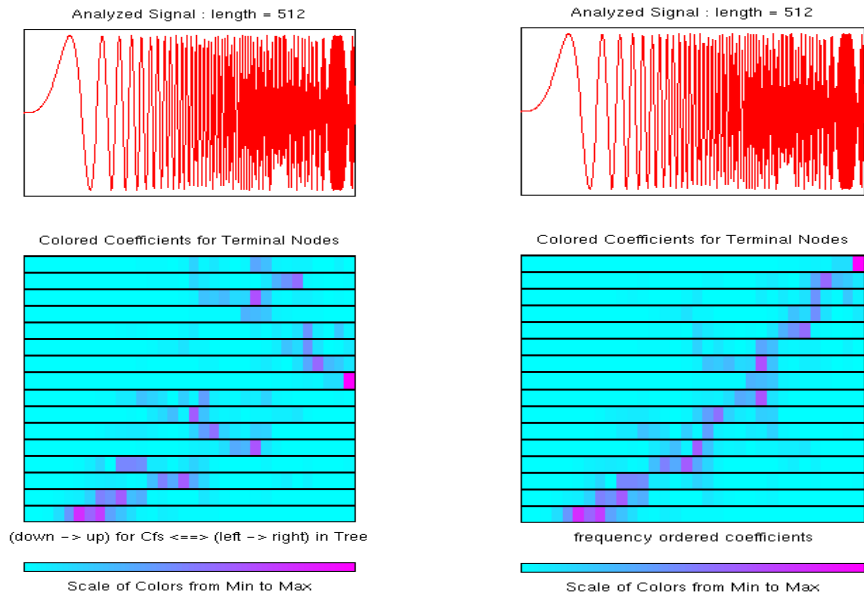 Analyzed Signal : length = 512
Colored Coefficients for Terminal Nodes
(down -> up) for Cfs <==> (left -> right) in Tree
Scale of Colors from Min to Max
Analyzed Signal : length = 512
Colored Coefficients for Terminal Nodes
frequency ordered coefficients
Scale of Colors from Min to Max